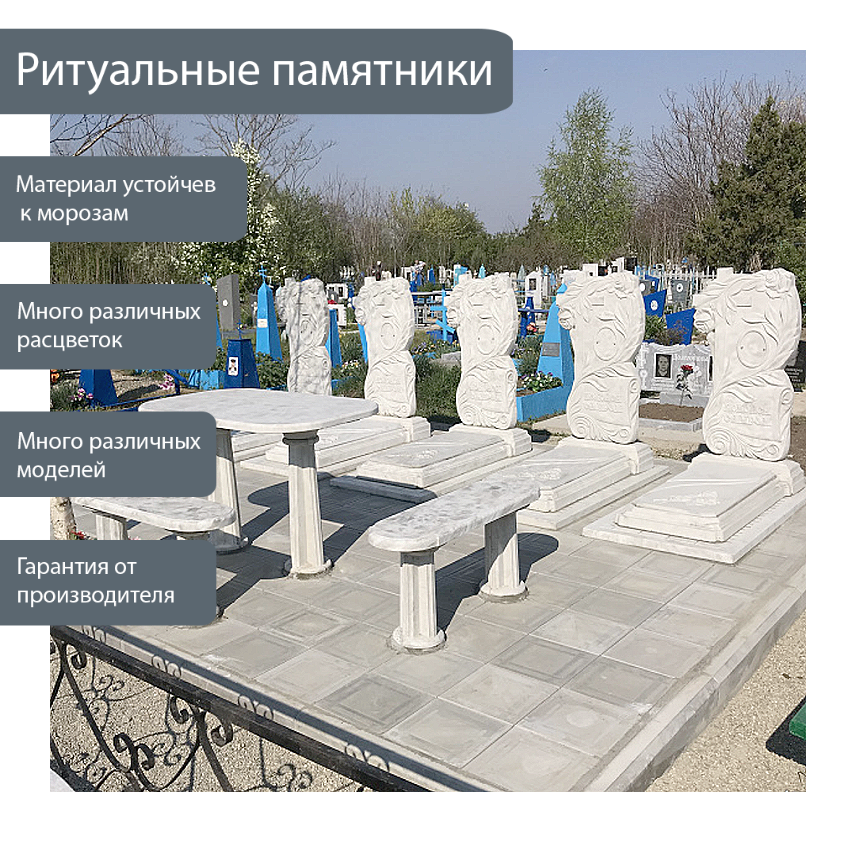 Ритуальные памятники
Материал устойчев
к морозам
Много различных
расцветок
Много различных
моделей
Гарантия от
производителя